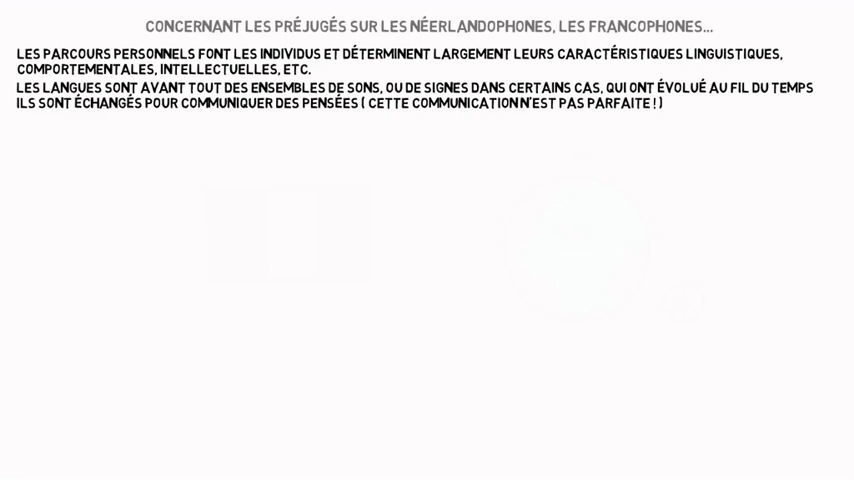 CONCERNANT LES PRÉJUGÉS SUR LES NÉERLANDOPHONES, LES FRANCOPHONES...
LES PARCOURS PERSONNELS FONT LES INDIVIDUS ET DÉTERMINENT LARGEMENT LEURS CARACTÉRISTIQUES LINGUISTIQUES,
COMPORTEMENTALES, INTELLECTUELLES, ETC.
LES LANGUES SONT AVANT TOUT DES ENSEMBLES DE SONS, OU DE SIGNES DANS CERTAINS CAS, QUI ONT ÉVOLUÉ AU FIL DU TEMPS
ILS SONT ÉCHANGÉS POUR COMMUNIQUER DES PENSÉES ( CETTE COMMUNICATION N'EST PAS PARFAITE ! )